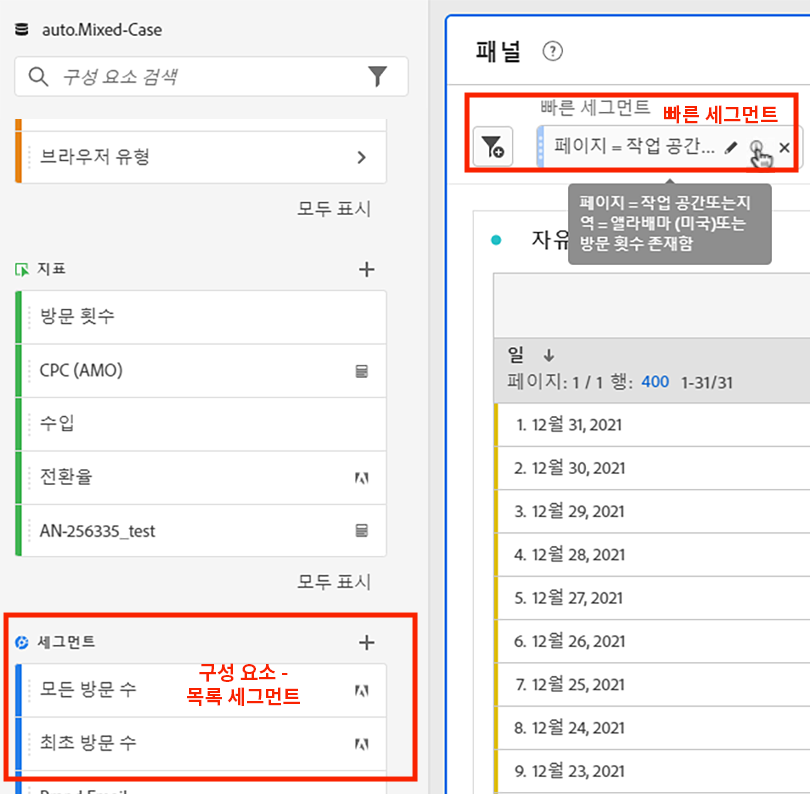 auto.Mixed-Case
구성 요소 검색
브라우저 유형
모두 표시
지표
방문 횟수
CPC (AMO)
수입
전환율
AN-256335_test
모두 표시
세그먼트
구성 요소 -
목록 세그먼트
모든 방문 수
최초 방문 수
패널
빠른 세그먼트
빠른 세그먼트
페이지 = 작업 공간...
페이지 = 작업 공간또는지
역 = 앨라배마 (미국)또는
방문 횟수 존재함
자유
일
페이지: 1 / 1 행: 400 1-31/31
1. 12월 31, 2021
2. 12월 30, 2021
3. 12월 29, 2021
4. 12월 28, 2021
5. 12월 27, 2021
6. 12월 26, 2021
7. 12월 25, 2021
8. 12월 24, 2021
9. 12월 23, 2021